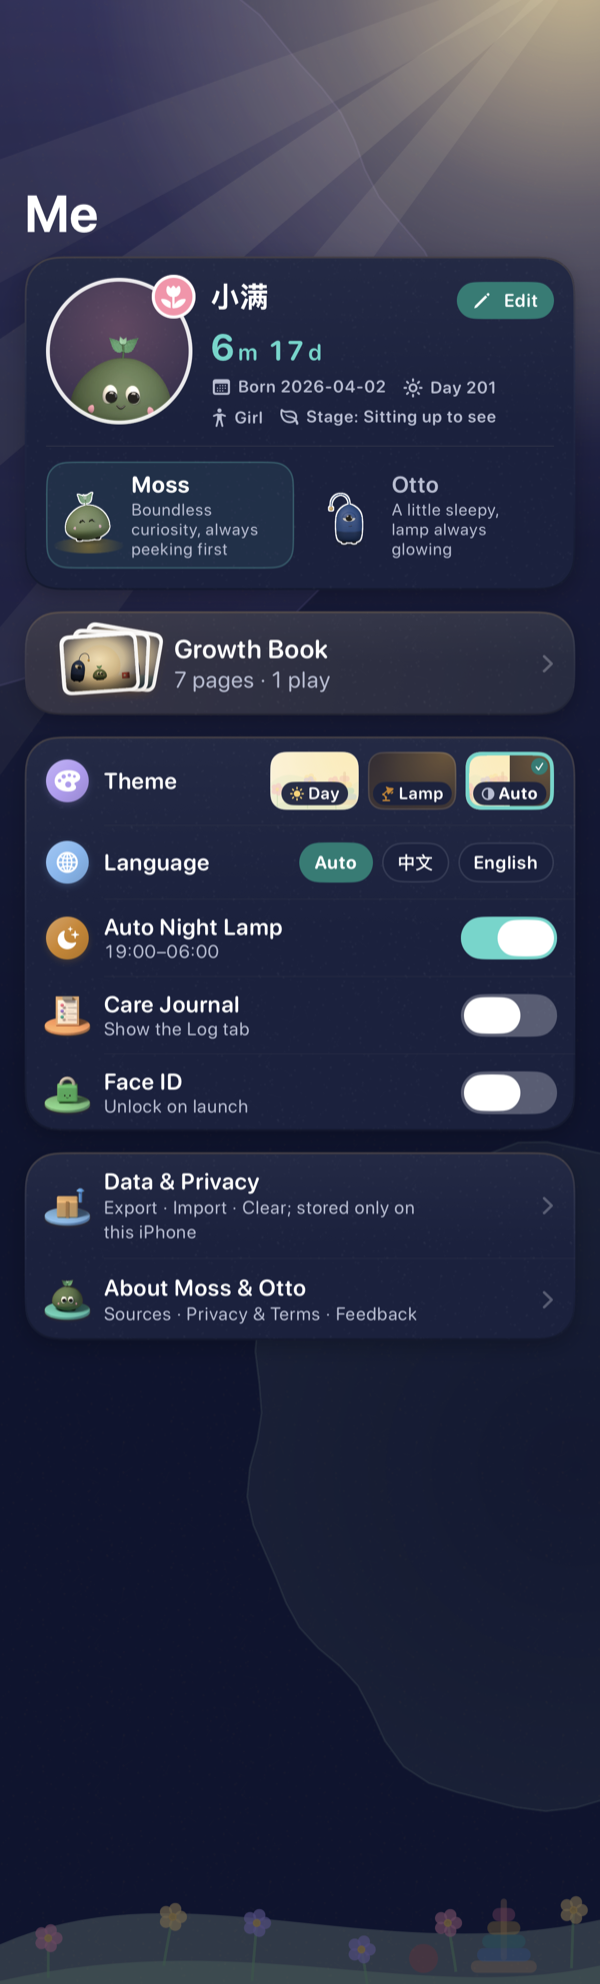 Me
小满
Edit
6m 17d
Born 2026-04-02 Day 201
Girl Stage: Sitting up to see
Moss
Boundless
curiosity, always
peeking first
Otto
A little sleepy,
lamp always
glowing
Growth Book
7 pages · 1 play
Theme
Day
Lamp
Auto
Language
Auto
中文
English
Auto Night Lamp
19:00–06:00
Care Journal
Show the Log tab
Face ID
Unlock on launch
Data & Privacy
Export · Import · Clear; stored only on
this iPhone
About Moss & Otto
Sources · Privacy & Terms · Feedback